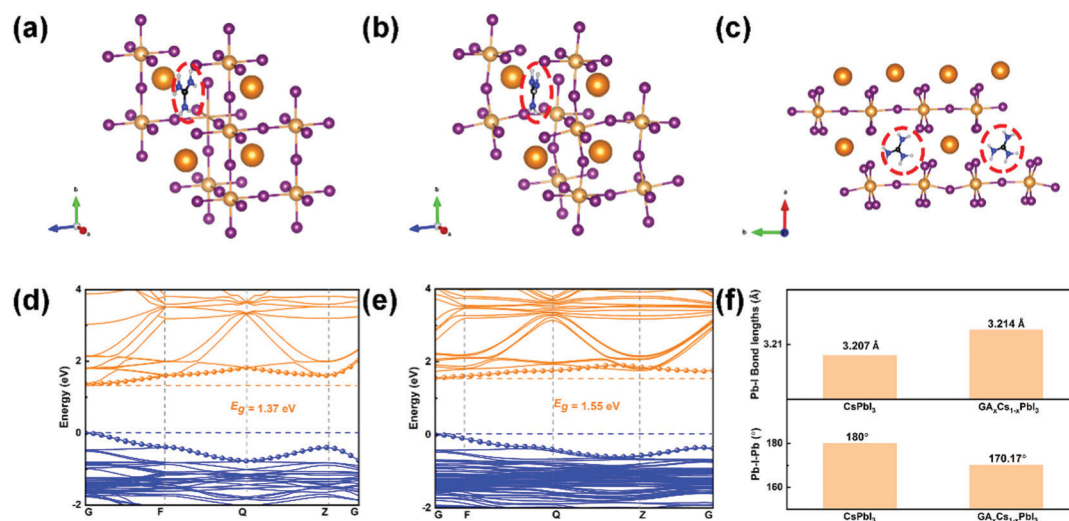 (a)
(b)
(c)
b
a
b
a
a
b
(d)
4
2
0
-2
Energy (eV)
Eg = 1.37 eV
G F Q Z G
(e)
4
2
0
-2
Energy (eV)
Eg = 1.55 eV
G F Q Z G
(f)
Pb-I Bond lengths (Å)
3.21
3.207 Å
3.214 Å
CsPbI3
GAxCs1-xPbI3
Pb-I-Pb (°)
180
160
180°
170.17°
CsPbI3
GAxCs1-xPbI3